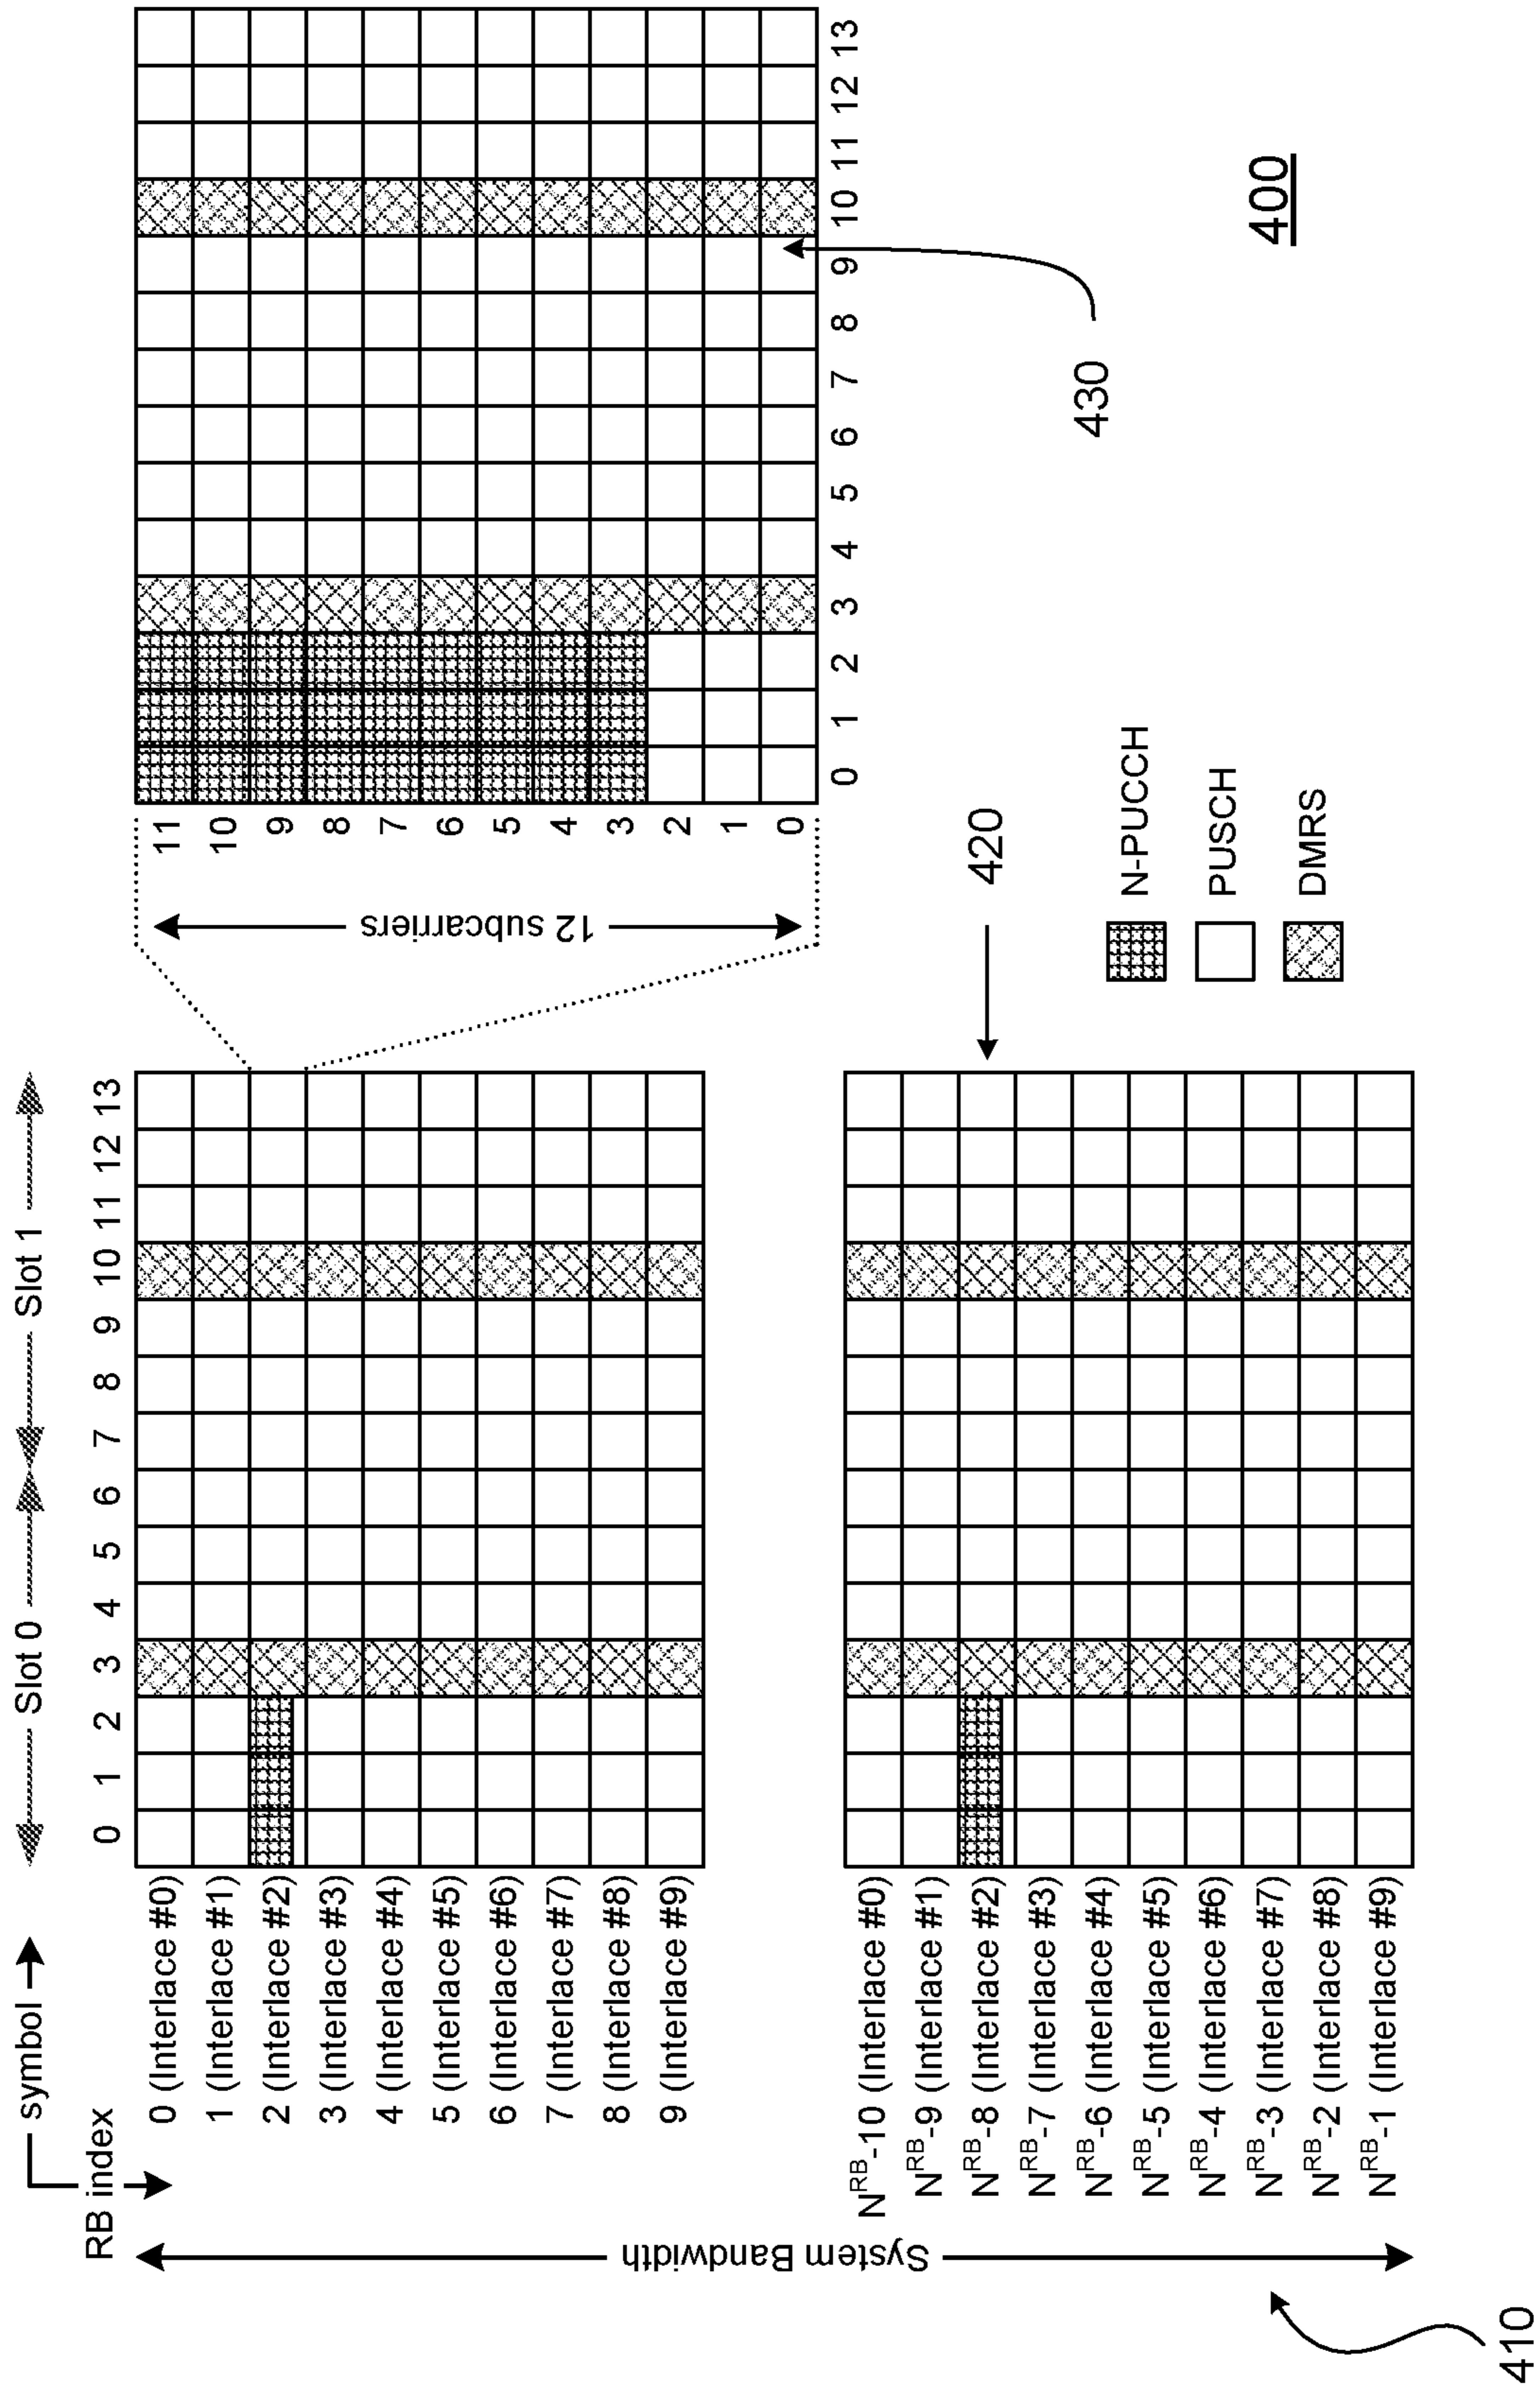 symbol
RB index
Slot 0
Slot 1
0 1 2 3 4 5 6 7 8 9 10 11 12 13
System Bandwidth
0 (Interlace #0)
1 (Interlace #1)
2 (Interlace #2)
3 (Interlace #3)
4 (Interlace #4)
5 (Interlace #5)
6 (Interlace #6)
7 (Interlace #7)
8 (Interlace #8)
9 (Interlace #9)
N^RB-10 (Interlace #0)
N^RB-9 (Interlace #1)
N^RB-8 (Interlace #2)
N^RB-7 (Interlace #3)
N^RB-6 (Interlace #4)
N^RB-5 (Interlace #5)
N^RB-4 (Interlace #6)
N^RB-3 (Interlace #7)
N^RB-2 (Interlace #8)
N^RB-1 (Interlace #9)
410
12 subcarriers
11
10
9
8
7
6
5
4
3
2
1
0
0 1 2 3 4 5 6 7 8 9 10 11 12 13
420
430
N-PUCCH
PUSCH
DMRS
400